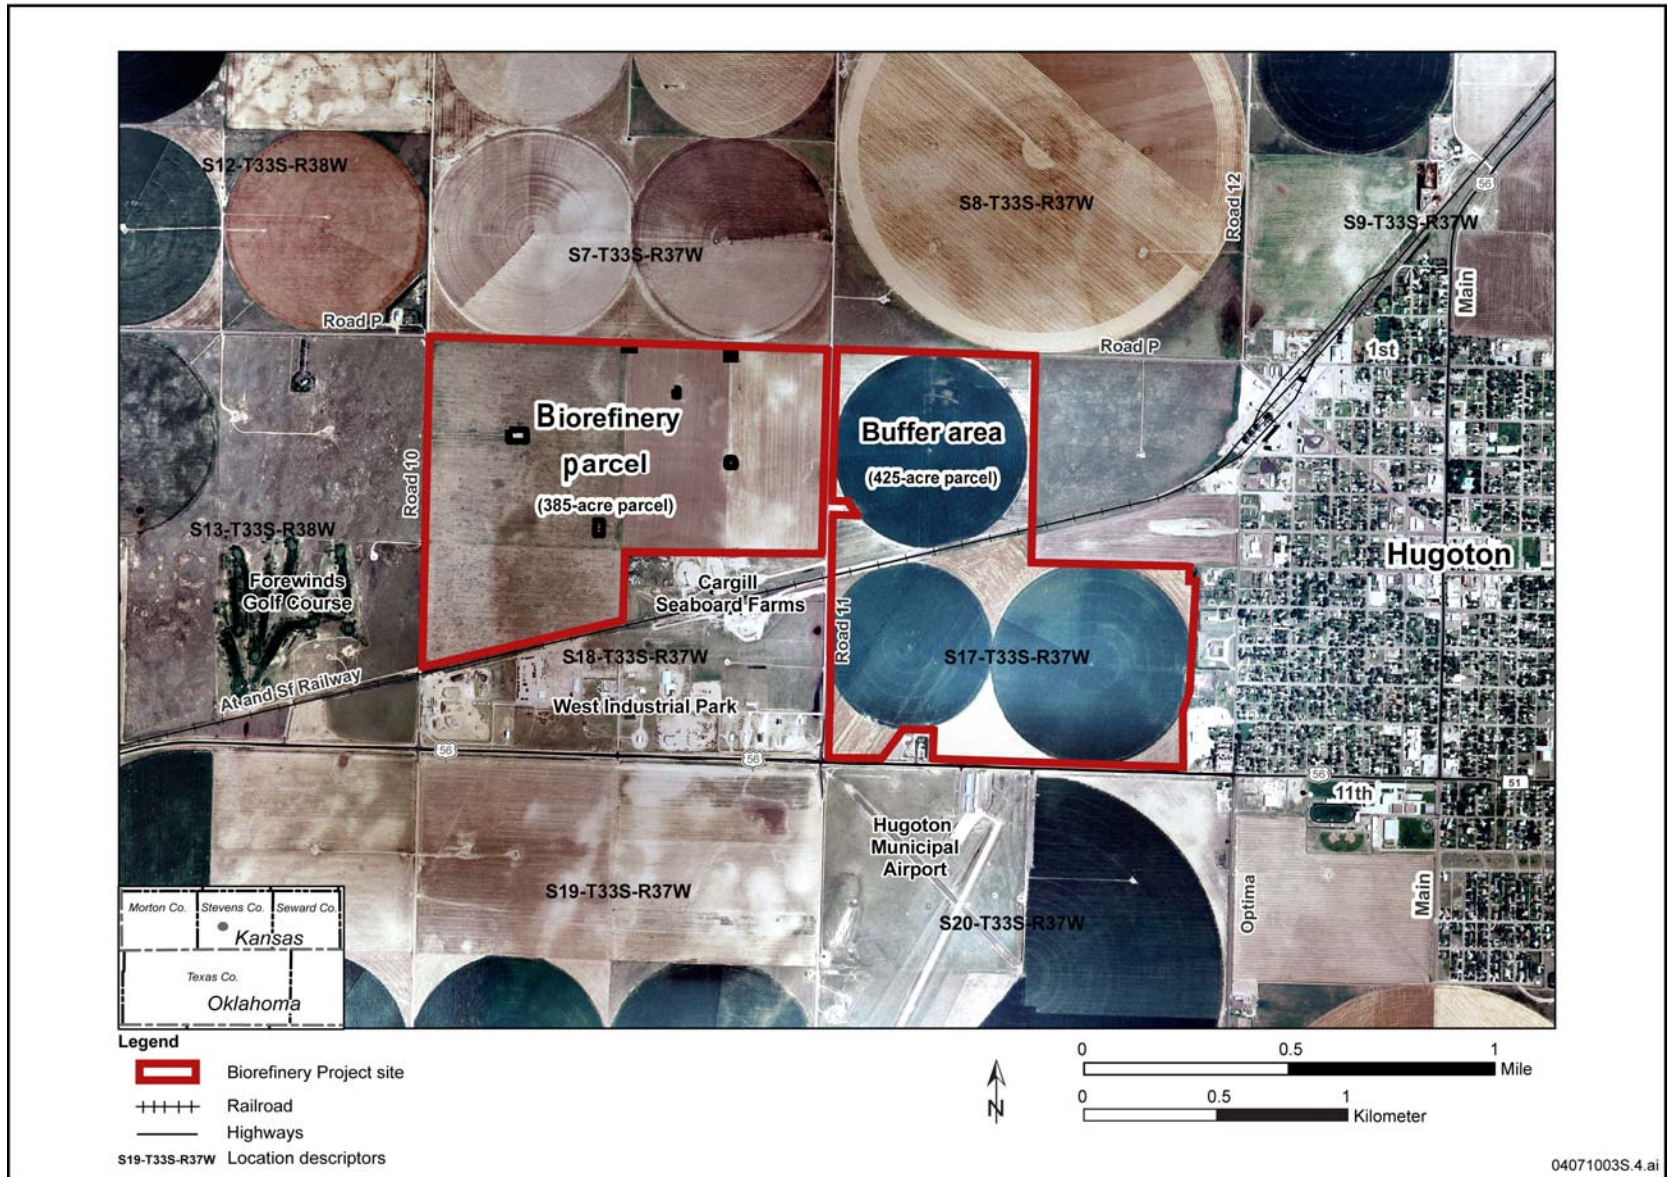 S12-T33S-R38W
S7-T33S-R37W
S8-T33S-R37W
Road 12
S9-T33S-R37W
56
Main
Road P
Road P
1st
Road 10
Biorefinery
parcel
(385-acre parcel)
Buffer area
(425-acre parcel)
Hugoton
S13-T33S-R38W
Forewinds
Golf Course
Cargill
Seaboard Farms
Road 11
S18-T33S-R37W
S17-T33S-R37W
At and Sf Railway
West Industrial Park
56
56
56
51
11th
Hugoton
Municipal
Airport
S19-T33S-R37W
S20-T33S-R37W
Optima
Main
Morton Co.
Stevens Co.
Seward Co.
Kansas
Texas Co.
Oklahoma
Legend
Biorefinery Project site
Railroad
Highways
S19-T33S-R37W Location descriptors
N
0 0.5 1
Mile
0 0.5 1
Kilometer
04071003S.4.ai